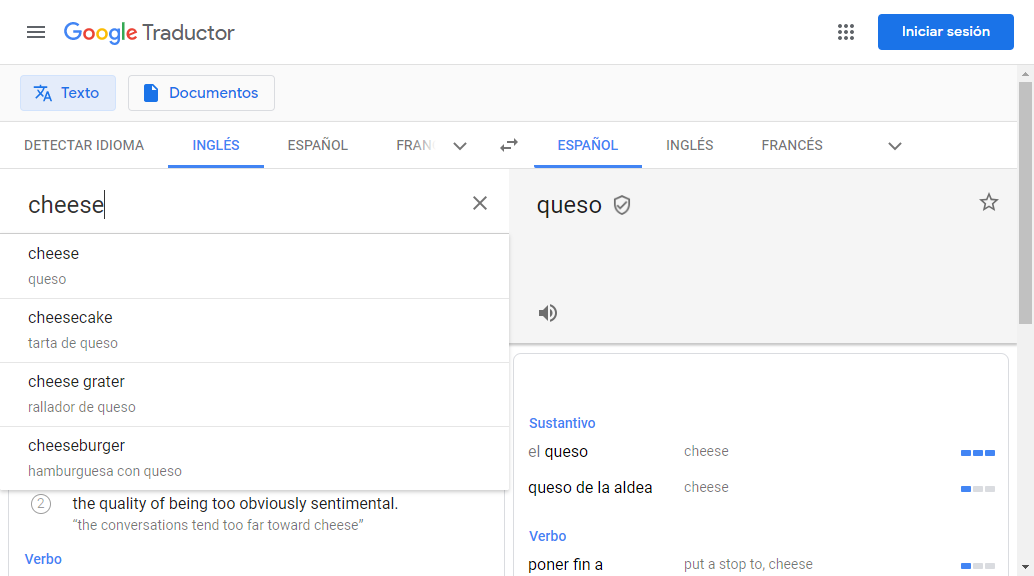 Google Traductor
Iniciar sesión
Texto
Documentos
DETECTAR IDIOMA
INGLÉS
ESPAÑOL
FRAN
ESPAÑOL
INGLÉS
FRANCÉS
cheese
queso
cheese
queso
cheesecake
tarta de queso
cheese grater
rallador de queso
cheeseburger
hamburguesa con queso
2 the quality of being too obviously sentimental.
“the conversations tend too far toward cheese”
Verbo
Sustantivo
el queso cheese
queso de la aldea cheese
Verbo
poner fin a put a stop to, cheese